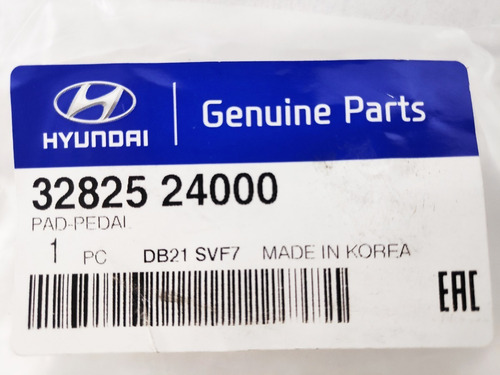 HYUNDAI
Genuine Parts
32825 24000
PAD-PEDAL
1 PC DB21 SVF7 MADE IN KOREA
EAC